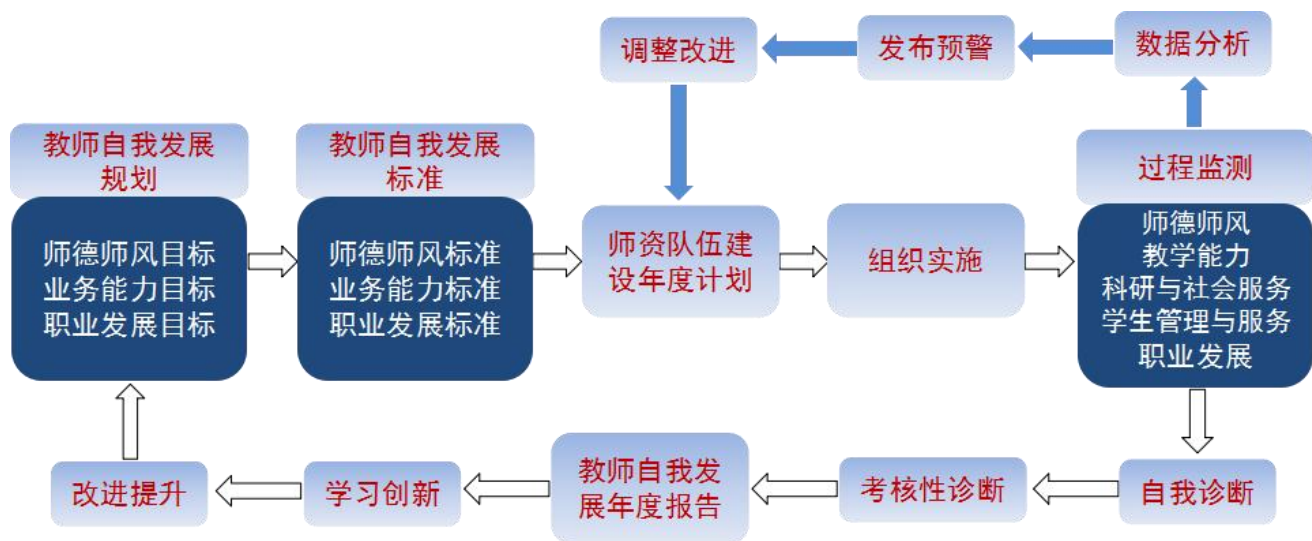 调整改进
发布预警
数据分析
教师自我发展
规划
教师自我发展
标准
过程监测
师德师风目标
业务能力目标
职业发展目标
师德师风标准
业务能力标准
职业发展标准
师资队伍建
设年度计划
组织实施
师德师风
教学能力
科研与社会服务
学生管理与服务
职业发展
改进提升
学习创新
教师自我发
展年度报告
考核性诊断
自我诊断